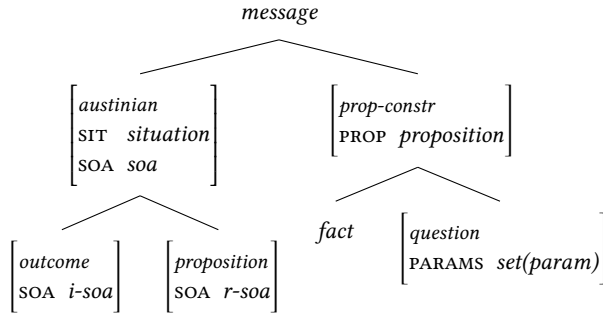 message
austinian
SIT situation
SOA soa
prop-constr
PROP proposition
outcome
SOA i-soa
proposition
SOA r-soa
fact
question
PARAMS set(param)